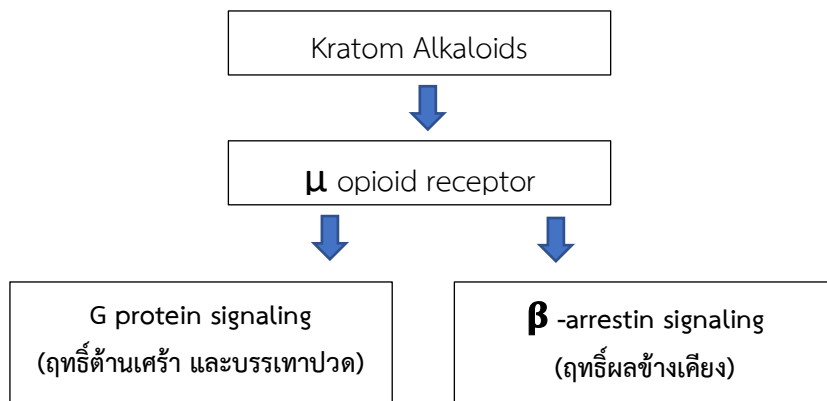 Kratom Alkaloids
μ opioid receptor
G protein signaling
(ฤทธิ์ต้านเศร้า และบรรเทาปวด)
β -arrestin signaling
(ฤทธิ์ผลข้างเคียง)